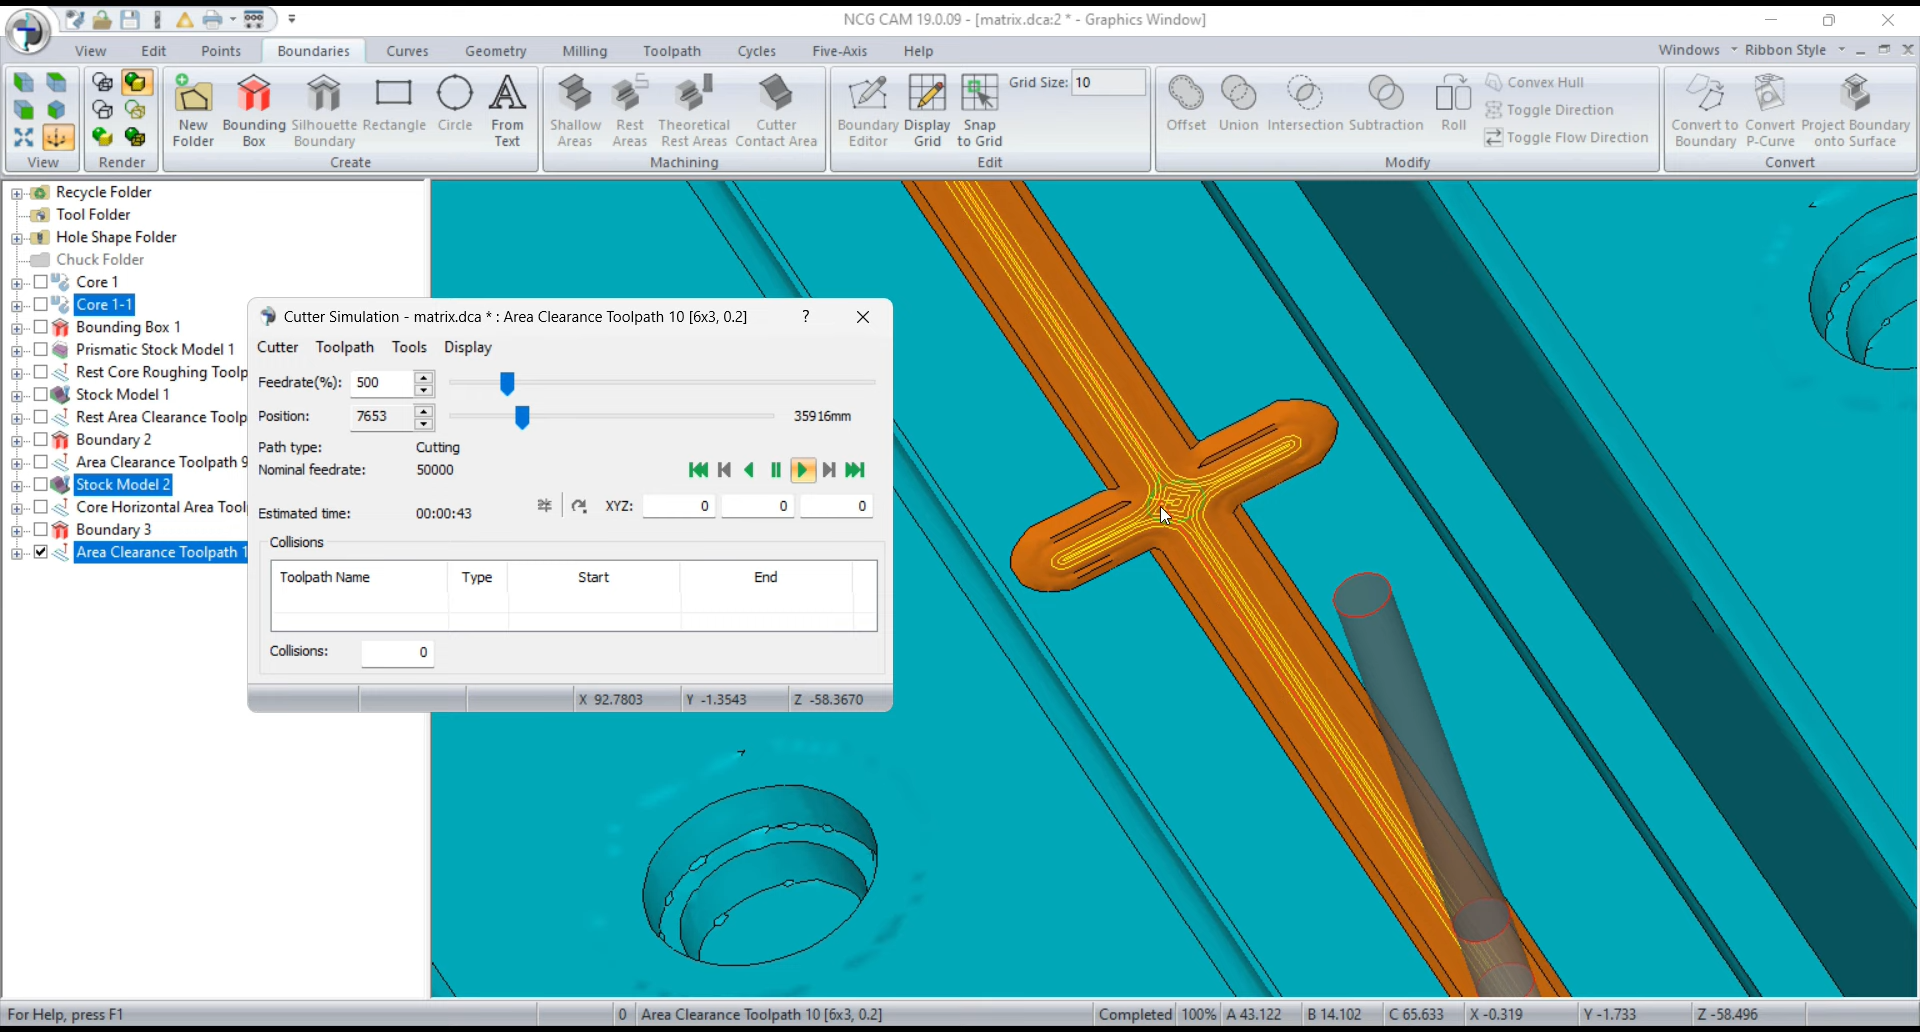 NCG CAM 19.0.09 - [matrix.dca:2 * - Graphics Window]
View Edit Points Boundaries Curves Geometry Milling Toolpath Cycles Five-Axis Help Windows Ribbon Style
New Folder Bounding Box Silhouette Boundary Rectangle Circle From Text
Shallow Areas Rest Areas Theoretical Rest Areas Cutter Contact Area
Boundary Editor Display Grid Snap to Grid Grid Size: 10
Offset Union Intersection Subtraction Roll
Convex Hull
Toggle Direction
Toggle Flow Direction
Convert to Boundary Convert P-Curve Project Boundary onto Surface
View Render Create Machining Edit Modify Convert
Recycle Folder
Tool Folder
Hole Shape Folder
Chuck Folder
Core 1
Core 1-1
Bounding Box 1
Prismatic Stock Model 1
Rest Core Roughing Toolp
Stock Model 1
Rest Area Clearance Toolp
Boundary 2
Area Clearance Toolpath 9
Stock Model 2
Core Horizontal Area Tool
Boundary 3
Area Clearance Toolpath 1
Cutter Simulation - matrix.dca * : Area Clearance Toolpath 10 [6x3, 0.2] ?
Cutter Toolpath Tools Display
Feedrate(%): 500
Position: 7653 35916mm
Path type: Cutting
Nominal feedrate: 50000
Estimated time: 00:00:43 XYZ: 0 0 0
Collisions
Toolpath Name Type Start End
Collisions: 0
X 92.7803 Y -1.3543 Z -58.3670
For Help, press F1 0 Area Clearance Toolpath 10 [6x3, 0.2] Completed 100% A 43.122 B 14.102 C 65.633 X -0.319 Y -1.733 Z -58.496